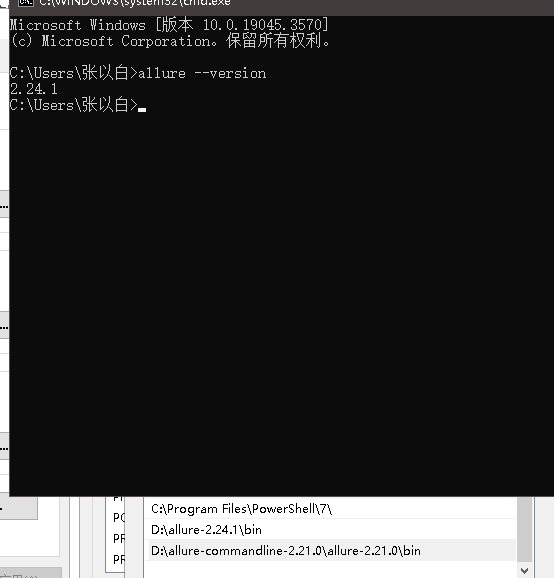 C:\WINDOWS\system32\cmd.exe
Microsoft Windows [版本 10.0.19045.3570]
(c) Microsoft Corporation。保留所有权利。
C:\Users\张以白>allure --version
2.24.1
C:\Users\张以白>
C:\Program Files\PowerShell\7\
D:\allure-2.24.1\bin
D:\allure-commandline-2.21.0\allure-2.21.0\bin
PR
PR